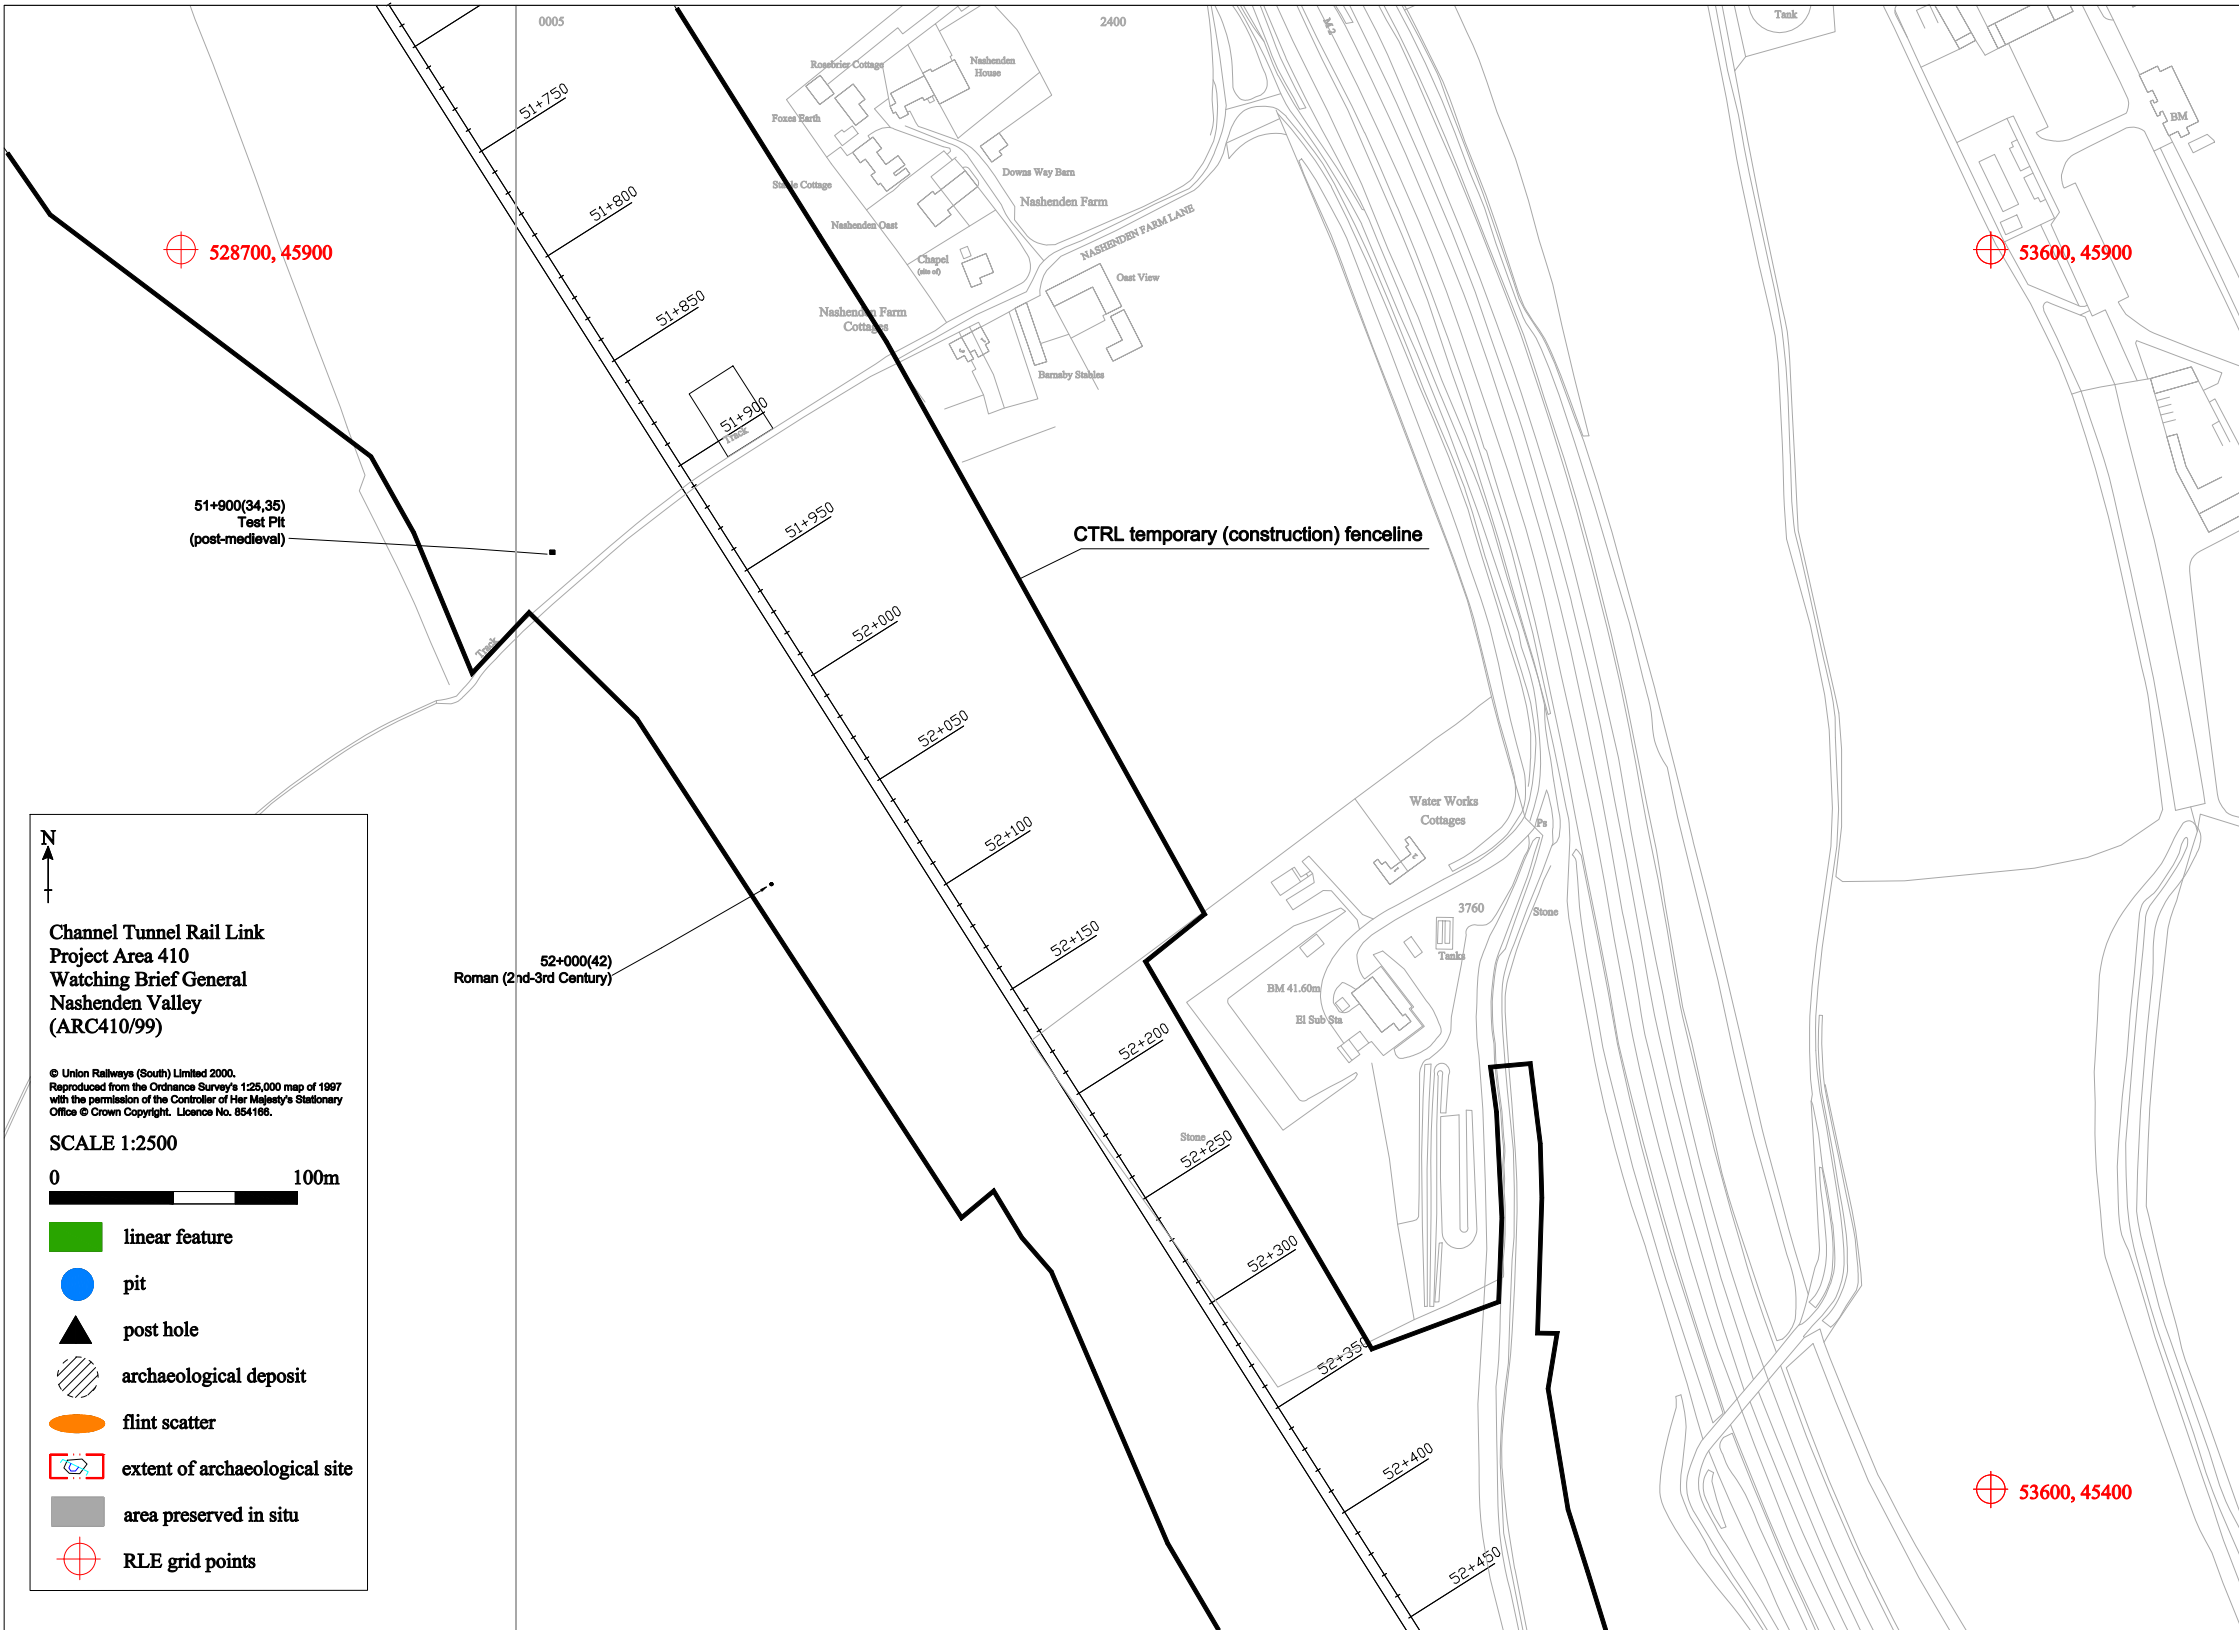 0005
2400
M 2
Tank
Rosebrier Cottage
Nashenden
House
51+750
Foxes Earth
BM
Downs Way Barn
Stable Cottage
Nashenden Farm
51+800
Nashenden Oast
NASHENDEN FARM LANE
528700, 45900
53600, 45900
Chapel
(site of)
Oast View
51+850
Nashenden Farm
Cottages
Barnaby Stables
51+900
Track
51+900(34,35)
Test Pit
(post-medieval)
51+950
CTRL temporary (construction) fenceline
52+000
Track
52+050
Water Works
Cottages
52+100
Ps
3760
Stone
52+150
Tanks
52+000(42)
Roman (2nd-3rd Century)
BM 41.60m
El Sub Sta
52+200
Stone
52+250
52+300
52+350
52+400
53600, 45400
52+450
N
Channel Tunnel Rail Link
Project Area 410
Watching Brief General
Nashenden Valley
(ARC410/99)
© Union Railways (South) Limited 2000.
Reproduced from the Ordnance Survey's 1:25,000 map of 1997
with the permission of the Controller of Her Majesty's Stationary
Office © Crown Copyright. Licence No. 854166.
SCALE 1:2500
0 100m
linear feature
pit
post hole
archaeological deposit
flint scatter
extent of archaeological site
area preserved in situ
RLE grid points